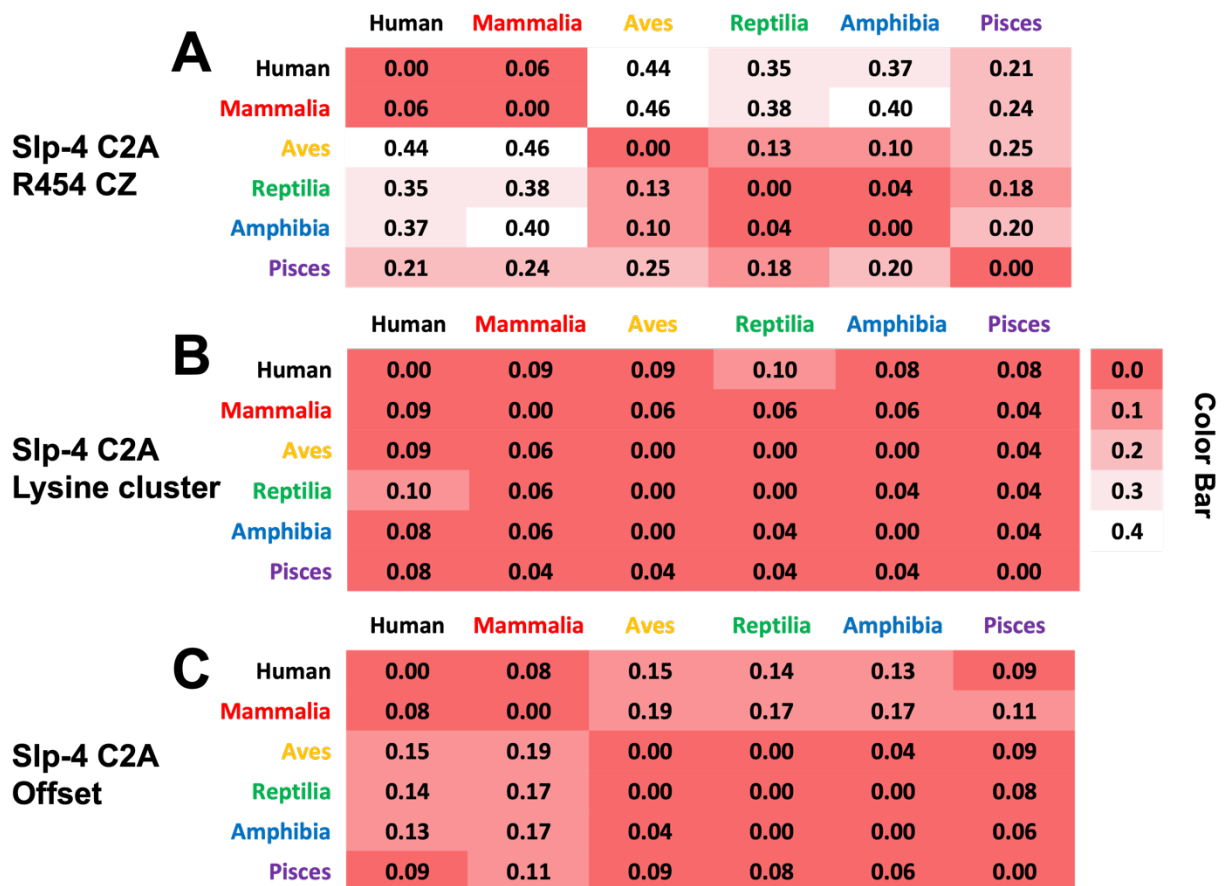 A
Slp-4 C2A
R454 CZ
Human Mammalia Aves Reptilia Amphibia Pisces
Human 0.00 0.06 0.44 0.35 0.37 0.21
Mammalia 0.06 0.00 0.46 0.38 0.40 0.24
Aves 0.44 0.46 0.00 0.13 0.10 0.25
Reptilia 0.35 0.38 0.13 0.00 0.04 0.18
Amphibia 0.37 0.40 0.10 0.04 0.00 0.20
Pisces 0.21 0.24 0.25 0.18 0.20 0.00
B
Slp-4 C2A
Lysine cluster
Human Mammalia Aves Reptilia Amphibia Pisces
Human 0.00 0.09 0.09 0.10 0.08 0.08
Mammalia 0.09 0.00 0.06 0.06 0.06 0.04
Aves 0.09 0.06 0.00 0.00 0.00 0.04
Reptilia 0.10 0.06 0.00 0.00 0.04 0.04
Amphibia 0.08 0.06 0.00 0.04 0.00 0.04
Pisces 0.08 0.04 0.04 0.04 0.04 0.00
0.0
0.1
0.2
0.3
0.4
Color Bar
C
Slp-4 C2A
Offset
Human Mammalia Aves Reptilia Amphibia Pisces
Human 0.00 0.08 0.15 0.14 0.13 0.09
Mammalia 0.08 0.00 0.19 0.17 0.17 0.11
Aves 0.15 0.19 0.00 0.00 0.04 0.09
Reptilia 0.14 0.17 0.00 0.00 0.00 0.08
Amphibia 0.13 0.17 0.04 0.00 0.00 0.06
Pisces 0.09 0.11 0.09 0.08 0.06 0.00